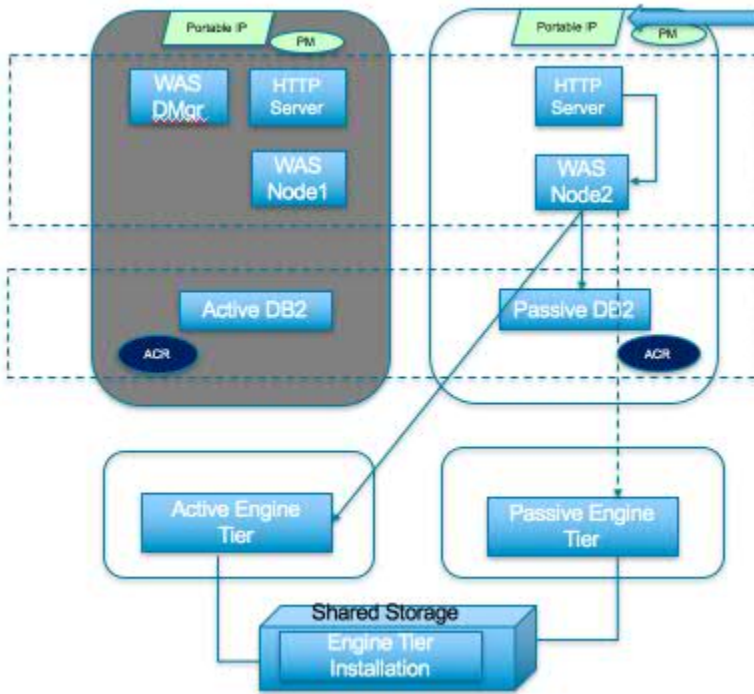 Portable IP
PM
Portable IP
PM
WAS
DMgr
HTTP
Server
HTTP
Server
WAS
Node1
WAS
Node2
Active DB2
Passive DB2
ACR
ACR
Active Engine
Tier
Passive Engine
Tier
Shared Storage
Engine Tier
Installation